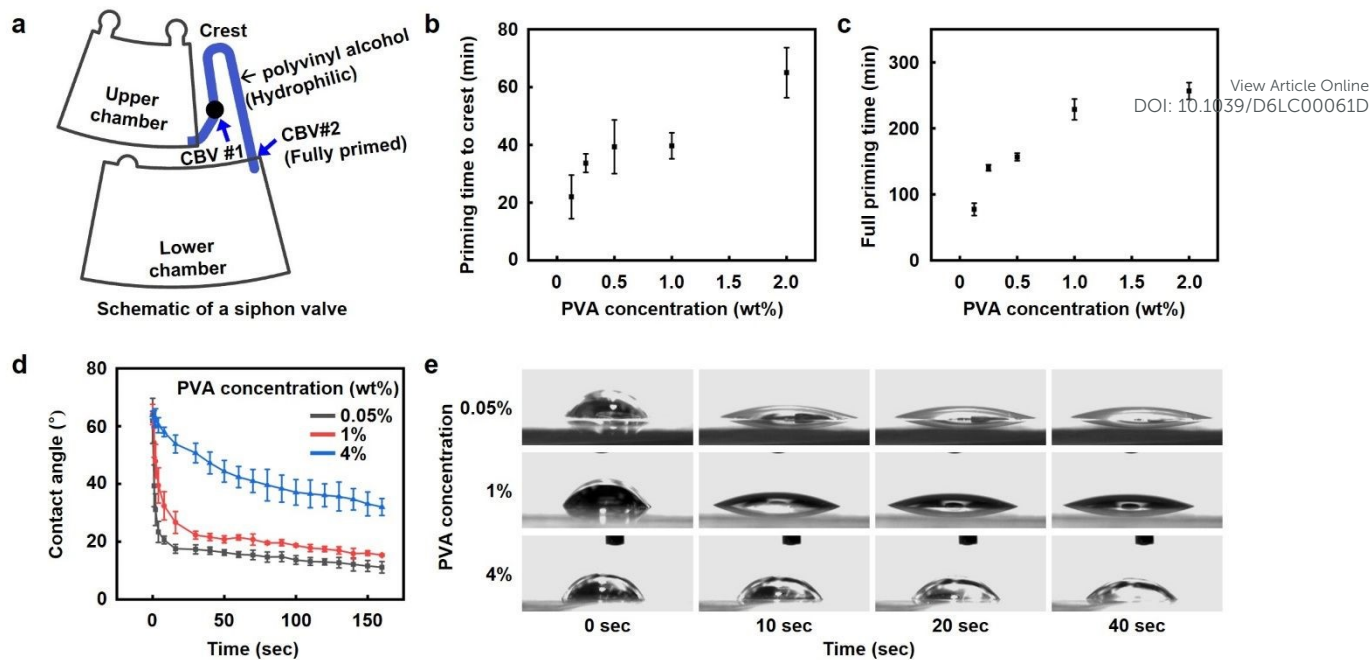 a
Crest
← polyvinyl alcohol
(Hydrophilic)
Upper
chamber
CBV #1
CBV#2
(Fully primed)
Lower
chamber
Schematic of a siphon valve
b
Priming time to crest (min)
80
60
40
20
0
0 0.5 1.0 1.5 2.0
PVA concentration (wt%)
c
Full priming time (min)
300
200
100
0
0 0.5 1.0 1.5 2.0
PVA concentration (wt%)
View Article Online
DOI: 10.1039/D6LC00061D
d
Contact angle (°)
80
60
40
20
0
PVA concentration (wt%)
0.05%
1%
4%
0 50 100 150
Time (sec)
e
PVA concentration
0.05%
1%
4%
0 sec 10 sec 20 sec 40 sec
Time (sec)